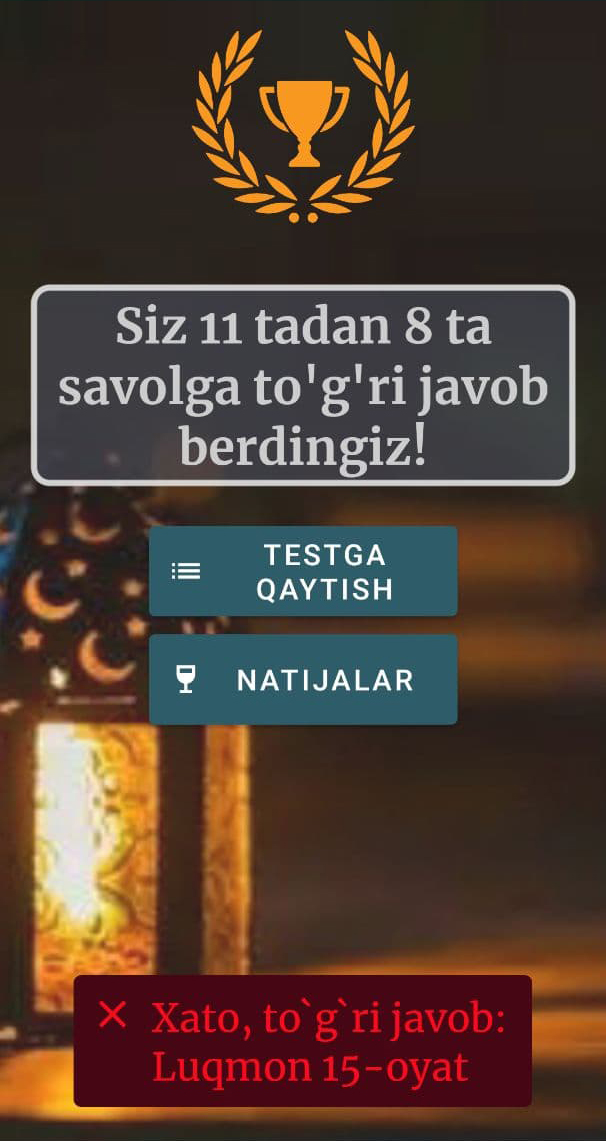 Siz 11 tadan 8 ta
savolga to'g'ri javob
berdingiz!
TESTGA
QAYTISH
NATIJALAR
Xato, to`g`ri javob:
Luqmon 15-oyat